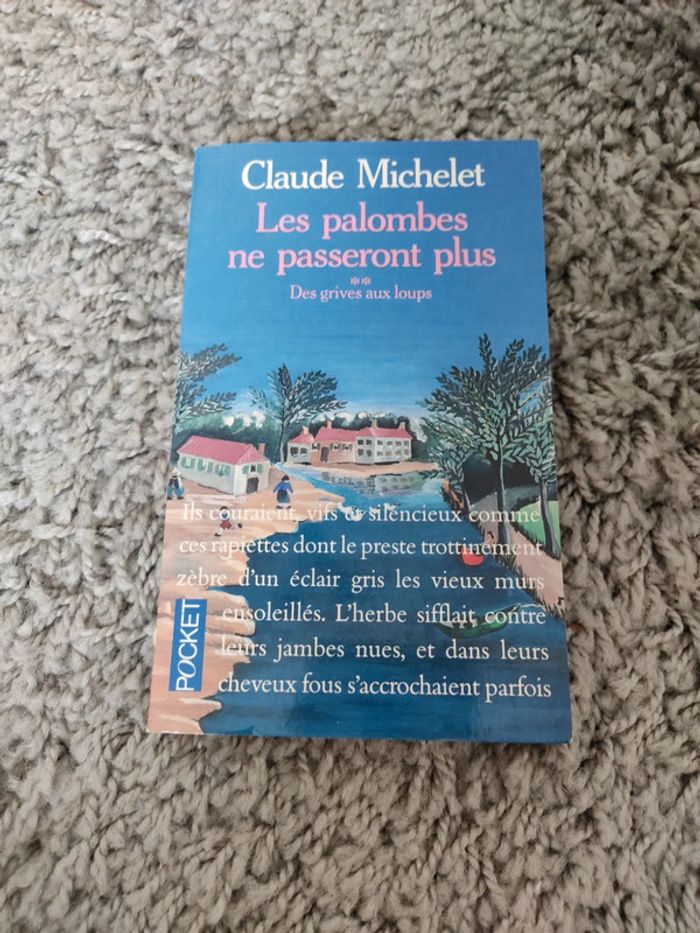 Claude Michelet
Les palombes
ne passeront plus
**
Des grives aux loups
Ils couraient, vifs et silencieux comme
ces rapiettes dont le preste trottinement
zèbre d'un éclair gris les vieux murs
ensoleillés. L'herbe sifflait contre
leurs jambes nues, et dans leurs
cheveux fous s'accrochaient parfois
POCKET